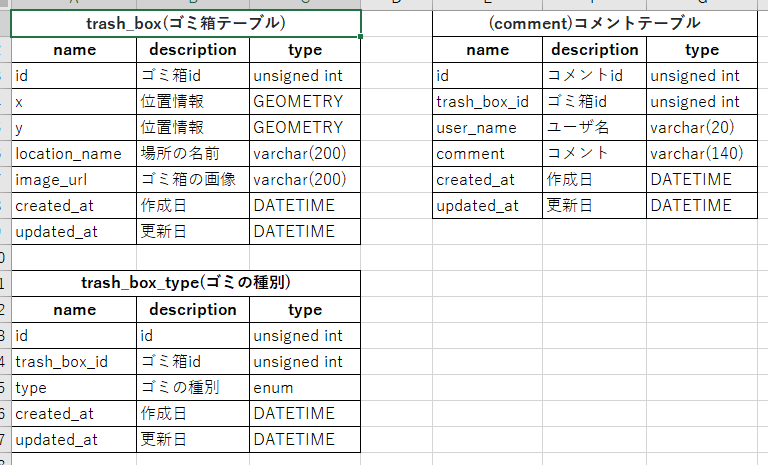 trash_box(ゴミ箱テーブル)
name description type
id ゴミ箱id unsigned int
x 位置情報 GEOMETRY
y 位置情報 GEOMETRY
location_name 場所の名前 varchar(200)
image_url ゴミ箱の画像 varchar(200)
created_at 作成日 DATETIME
updated_at 更新日 DATETIME
(comment)コメントテーブル
name description type
id コメントid unsigned int
trash_box_id ゴミ箱id unsigned int
user_name ユーザ名 varchar(20)
comment コメント varchar(140)
created_at 作成日 DATETIME
updated_at 更新日 DATETIME
trash_box_type(ゴミの種別)
name description type
id id unsigned int
trash_box_id ゴミ箱id unsigned int
type ゴミの種別 enum
created_at 作成日 DATETIME
updated_at 更新日 DATETIME